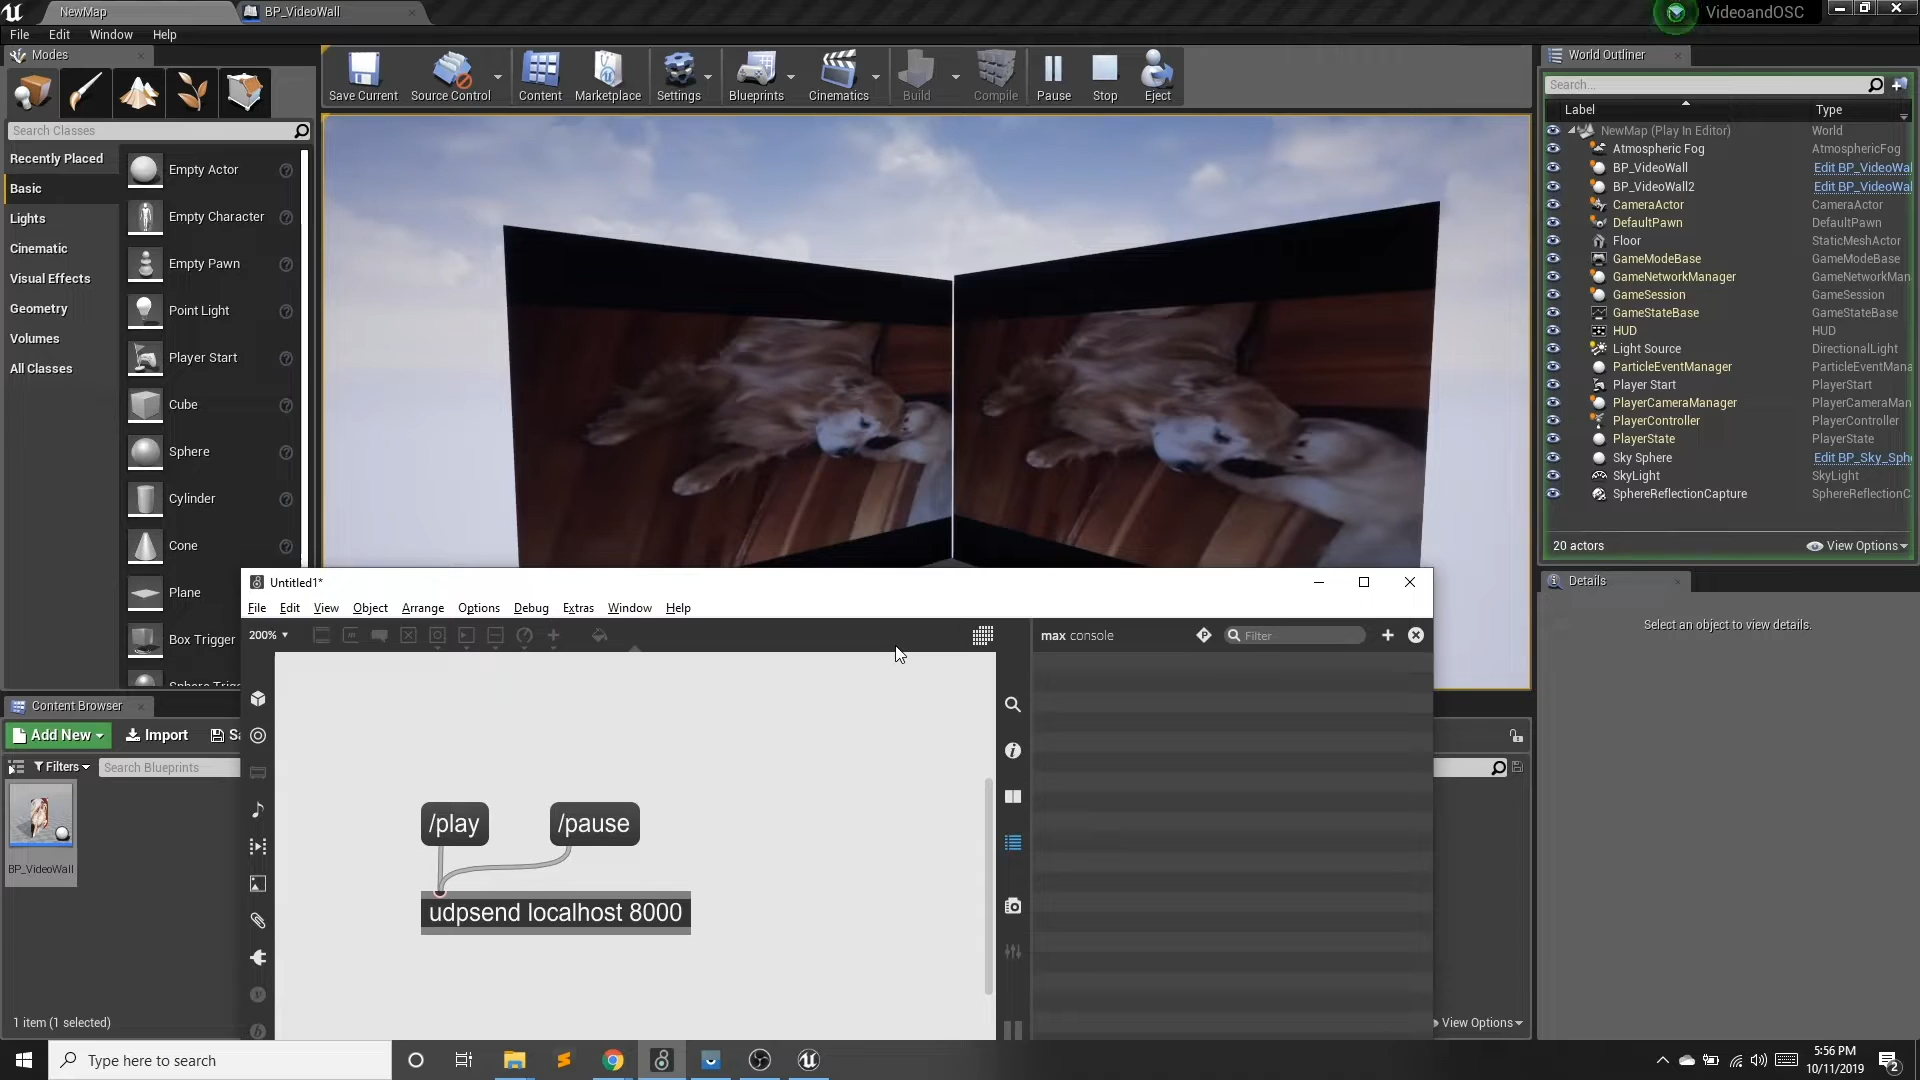 NewMap
BP_VideoWall
VideoandOSC
File Edit Window Help
Modes
Save Current
Source Control
Content
Marketplace
Settings
Blueprints
Cinematics
Build
Compile
Pause
Stop
Eject
World Outliner
Search...
Label
Type
Search Classes
Recently Placed
Basic
Lights
Cinematic
Visual Effects
Geometry
Volumes
All Classes
Empty Actor
Empty Character
Empty Pawn
Point Light
Player Start
Cube
Sphere
Cylinder
Cone
Plane
Box Trigger
NewMap (Play In Editor) World
Atmospheric Fog AtmosphericFog
BP_VideoWall Edit BP_VideoWal
BP_VideoWall2 Edit BP_VideoWal
CameraActor CameraActor
DefaultPawn DefaultPawn
Floor StaticMeshActor
GameModeBase GameModeBase
GameNetworkManager GameNetworkMan
GameSession GameSession
GameStateBase GameStateBase
HUD HUD
Light Source DirectionalLight
ParticleEventManager ParticleEventMana
Player Start PlayerStart
PlayerCameraManager PlayerCameraMan
PlayerController PlayerController
PlayerState PlayerState
Sky Sphere Edit BP_Sky_Sph
SkyLight SkyLight
SphereReflectionCapture SphereReflectionC
20 actors
View Options
Details
Select an object to view details.
Untitled1*
File Edit View Object Arrange Options Debug Extras Window Help
200%
max console
Filter
/play
/pause
udpsend localhost 8000
Content Browser
Add New
Import
Sa
Filters
Search Blueprints
BP_VideoWall
1 item (1 selected)
View Options
Type here to search
5:56 PM
10/11/2019
2